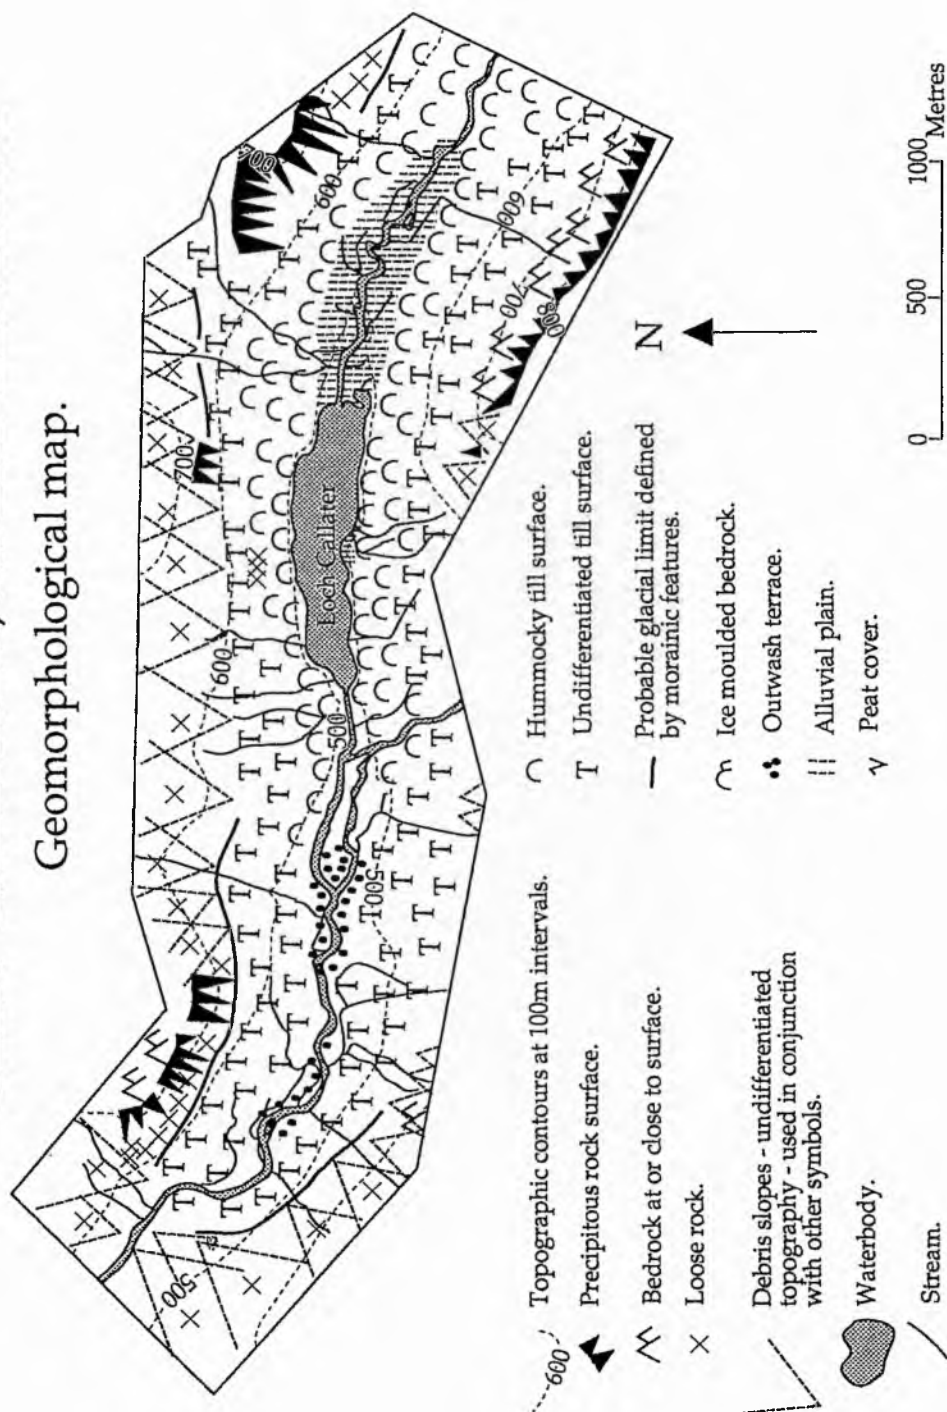 Geomorphological map.
700
600
709
600
Loch Callater
500
500
500
600
700
800
N
Topographic contours at 100m intervals.
Precipitous rock surface.
Bedrock at or close to surface.
Loose rock.
Debris slopes - undifferentiated
topography - used in conjunction
with other symbols.
Waterbody.
Stream.
600
Hummocky till surface.
Undifferentiated till surface.
Probable glacial limit defined
by morainic features.
Ice moulded bedrock.
Outwash terrace.
Alluvial plain.
Peat cover.
0 500 1000
Metres